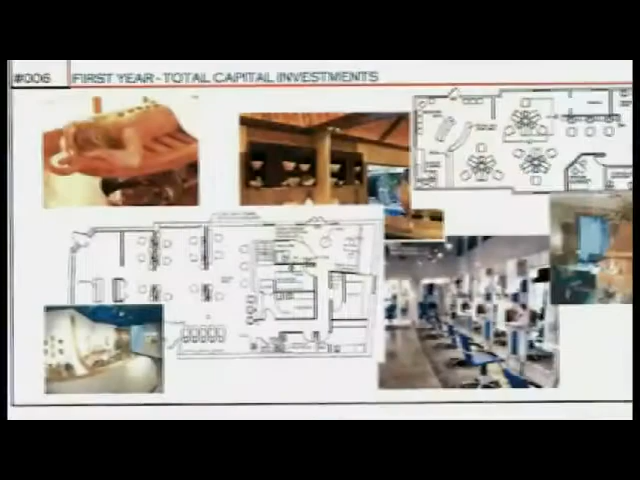 #006 FIRST YEAR - TOTAL CAPITAL INVESTMENTS